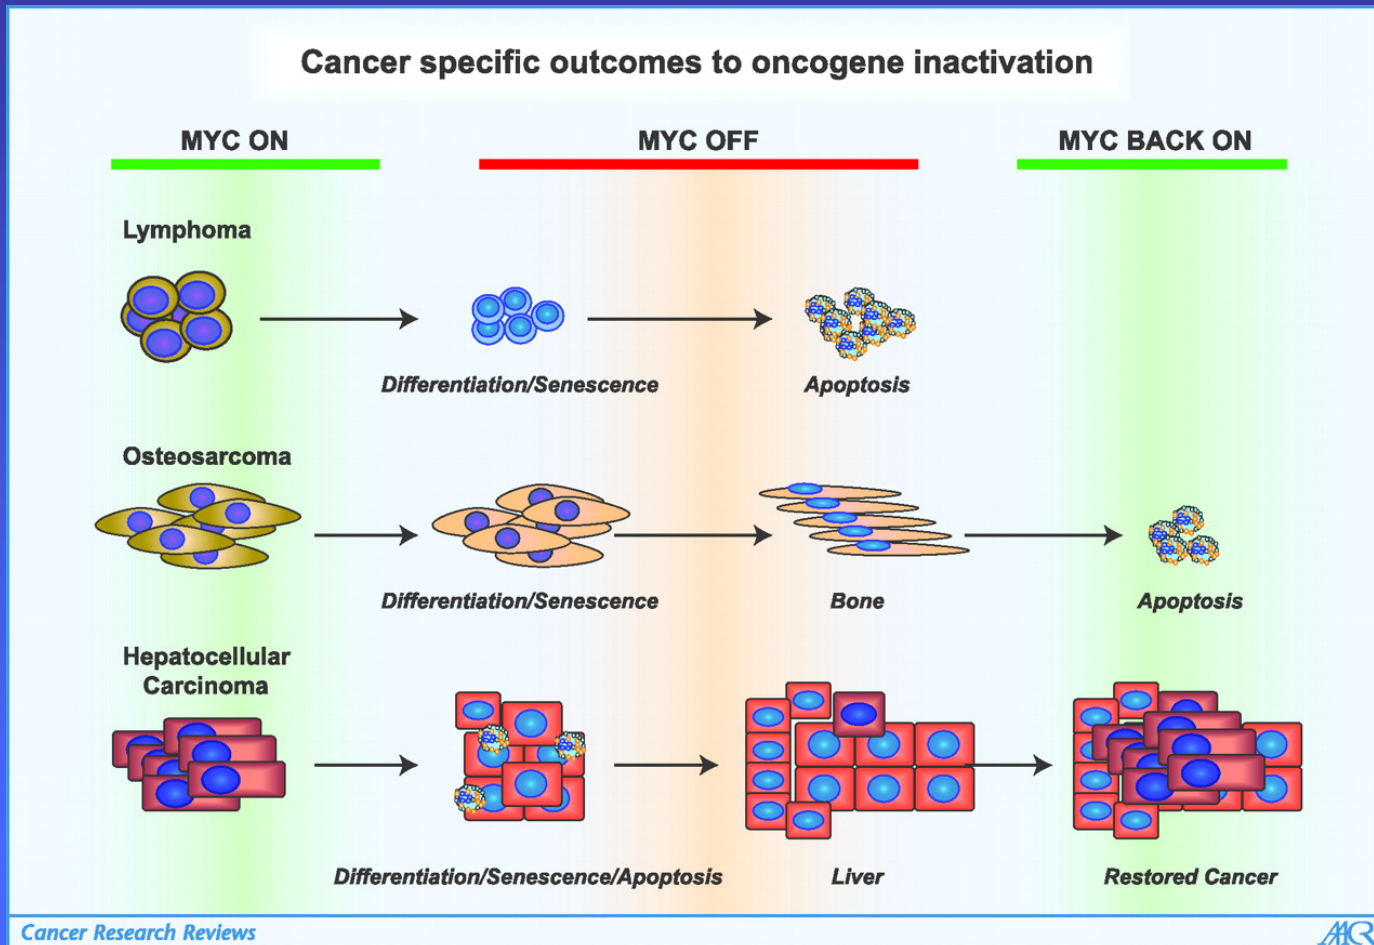 Cancer specific outcomes to oncogene inactivation
MYC ON
MYC OFF
MYC BACK ON
Lymphoma
Differentiation/Senescence
Apoptosis
Osteosarcoma
Differentiation/Senescence
Bone
Apoptosis
Hepatocellular
Carcinoma
Differentiation/Senescence/Apoptosis
Liver
Restored Cancer
Cancer Research Reviews
AACR